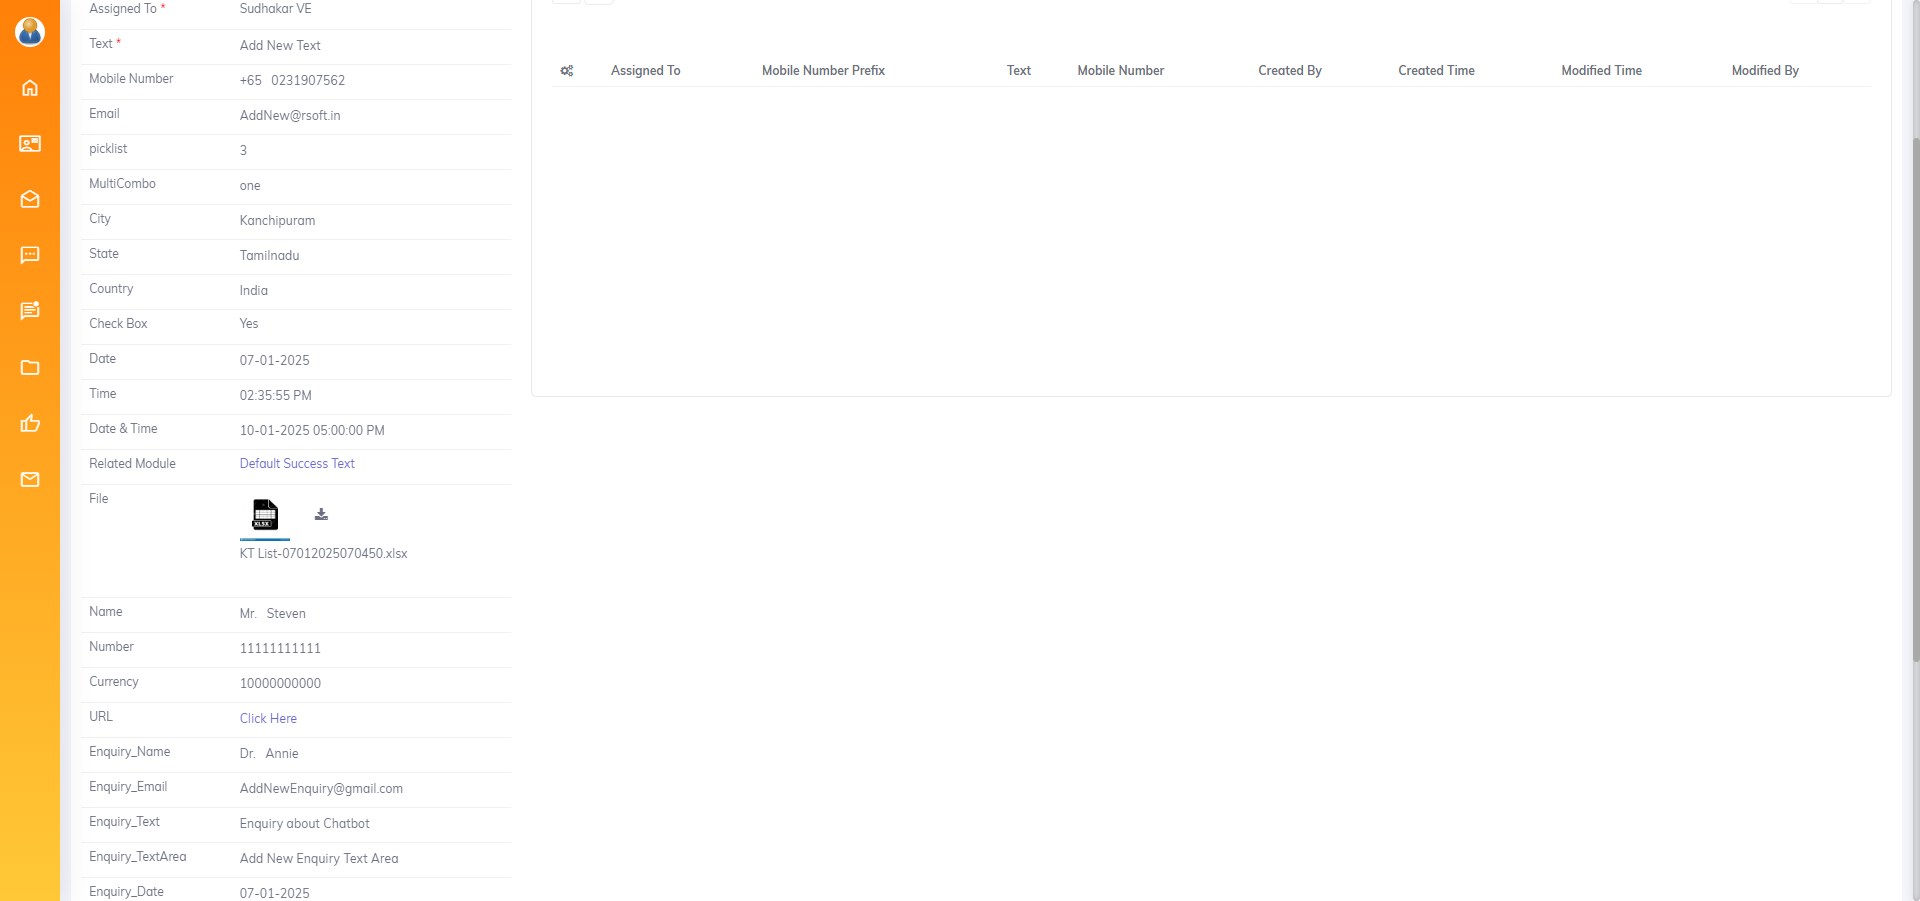 Assigned To * Sudhakar VE
Text * Add New Text
Mobile Number +65 0231907562
Email AddNew@rsoft.in
picklist 3
MultiCombo one
City Kanchipuram
State Tamilnadu
Country India
Check Box Yes
Date 07-01-2025
Time 02:35:55 PM
Date & Time 10-01-2025 05:00:00 PM
Related Module Default Success Text
File
XLSX
KT List-07012025070450.xlsx
Name Mr. Steven
Number 11111111111
Currency 10000000000
URL Click Here
Enquiry_Name Dr. Annie
Enquiry_Email AddNewEnquiry@gmail.com
Enquiry_Text Enquiry about Chatbot
Enquiry_TextArea Add New Enquiry Text Area
Enquiry_Date 07-01-2025
Assigned To Mobile Number Prefix Text Mobile Number Created By Created Time Modified Time Modified By